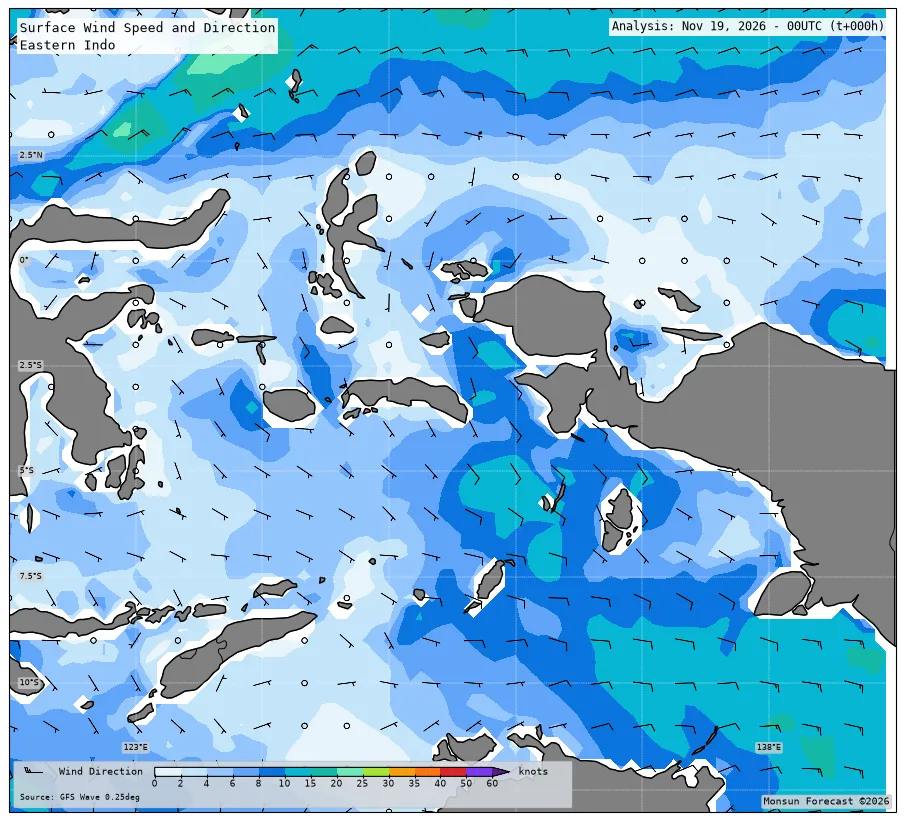 Surface Wind Speed and Direction
Eastern Indo
Analysis: Nov 19, 2026 - 00UTC (t+000h)
2.5°N
0°
2.5°S
5°S
7.5°S
10°S
123°E
138°E
Wind Direction
0 2 4 6 8 10 15 20 25 30 35 40 50 60
knots
Source: GFS Wave 0.25deg
Monsun Forecast ©2026